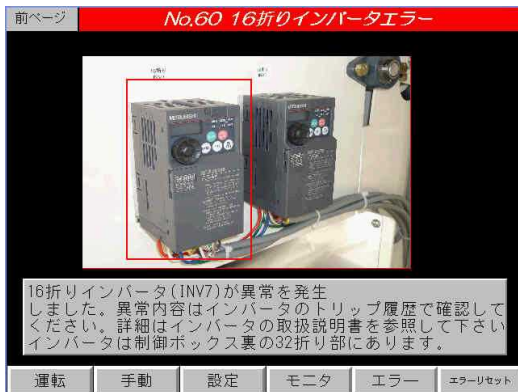 前ページ
No.60 16折りインバータエラー
MITSUBISHI
16折りインバータ(INV7)が異常を発生
しました。異常内容はインバータのトリップ履歴で確認して
ください。詳細はインバータの取扱説明書を参照して下さい
インバータは制御ボックス裏の32折り部にあります。
運転
手動
設定
モニタ
エラー
エラーリセット